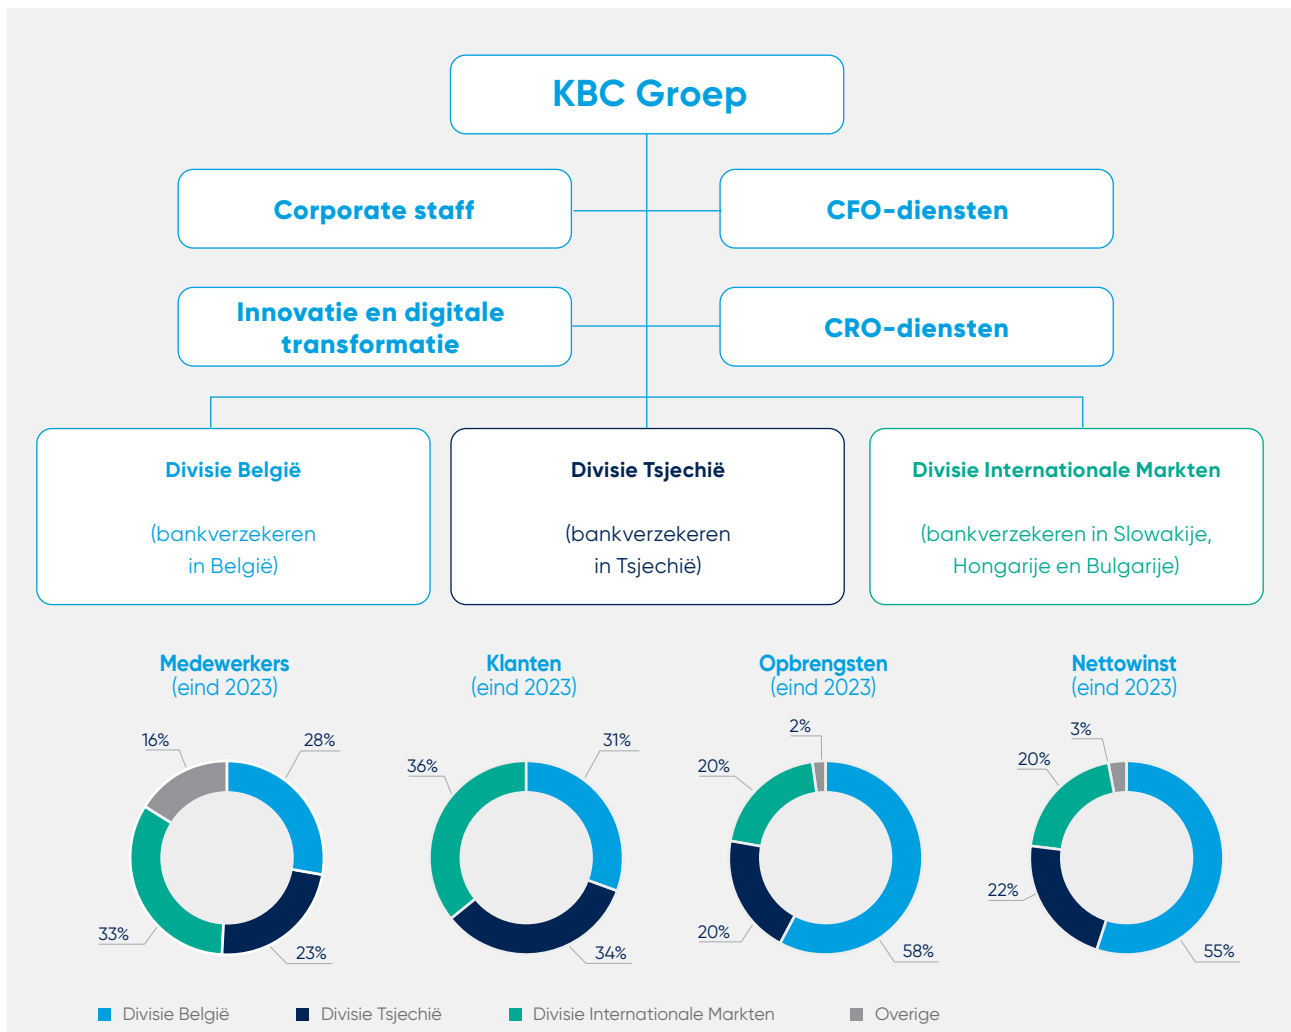 KBC Groep
Corporate staff
CFO-diensten
Innovatie en digitale
transformatie
CRO-diensten
Divisie België
(bankverzekeren
in België)
Divisie Tsjechië
(bankverzekeren
in Tsjechië)
Divisie Internationale Markten
(bankverzekeren in Slowakije,
Hongarije en Bulgarije)
Medewerkers
(eind 2023)
16%
28%
33%
23%
Klanten
(eind 2023)
36%
31%
34%
Opbrengsten
(eind 2023)
2%
20%
20%
58%
Nettowinst
(eind 2023)
3%
20%
22%
55%
Divisie België
Divisie Tsjechië
Divisie Internationale Markten
Overige